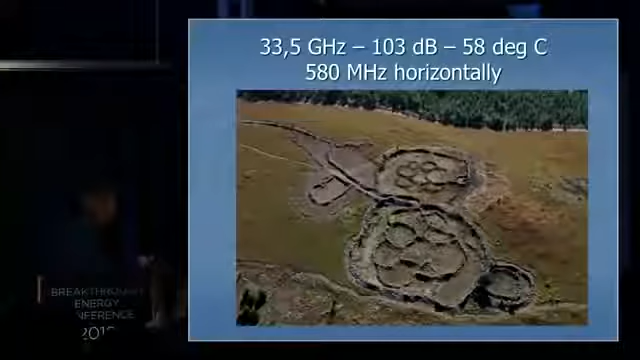 33,5 GHz – 103 dB – 58 deg C
580 MHz horizontally
BREAKTHROUGH
ENERGY
CONFERENCE